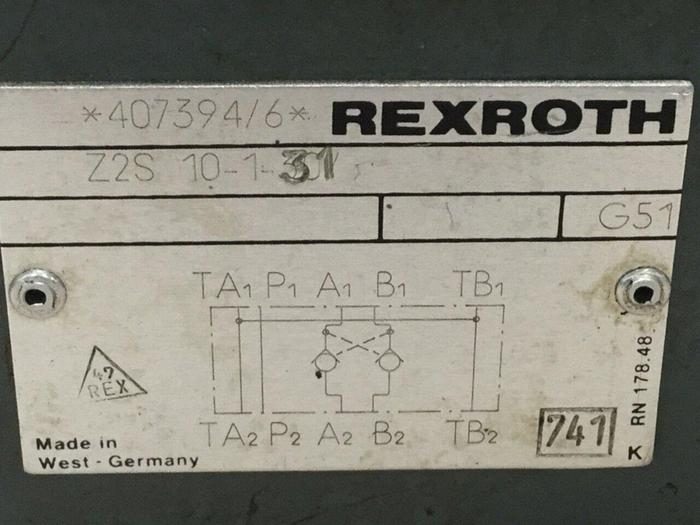 *407394/6* REXROTH
Z2S 10-1-31
G51
TA1 P1 A1 B1 TB1
47
REX
TA2 P2 A2 B2 TB2
741
Made in
West - Germany
RN 178.48
K